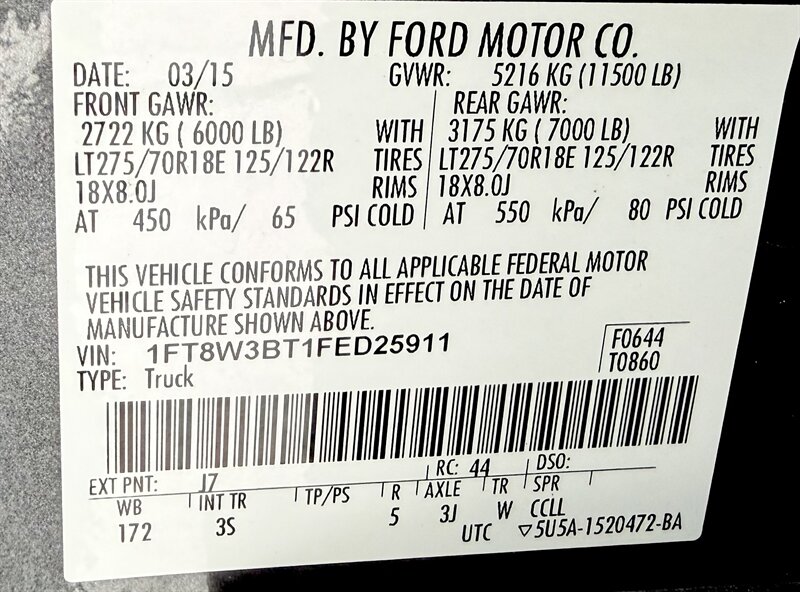 MFD. BY FORD MOTOR CO.
DATE: 03/15 GVWR: 5216 KG (11500 LB)
FRONT GAWR: REAR GAWR:
2722 KG ( 6000 LB) WITH 3175 KG ( 7000 LB) WITH
LT275/70R18E 125/122R TIRES LT275/70R18E 125/122R TIRES
18X8.0J RIMS 18X8.0J RIMS
AT 450 kPa/ 65 PSI COLD AT 550 kPa/ 80 PSI COLD
THIS VEHICLE CONFORMS TO ALL APPLICABLE FEDERAL MOTOR
VEHICLE SAFETY STANDARDS IN EFFECT ON THE DATE OF
MANUFACTURE SHOWN ABOVE.
VIN: 1FT8W3BT1FED25911 F0644
TYPE: Truck T0860
EXT PNT: J7 RC: 44 DSO:
WB INT TR TP/PS R AXLE TR SPR
172 3S 5 3J W CCLL
UTC ▽5U5A-1520472-BA